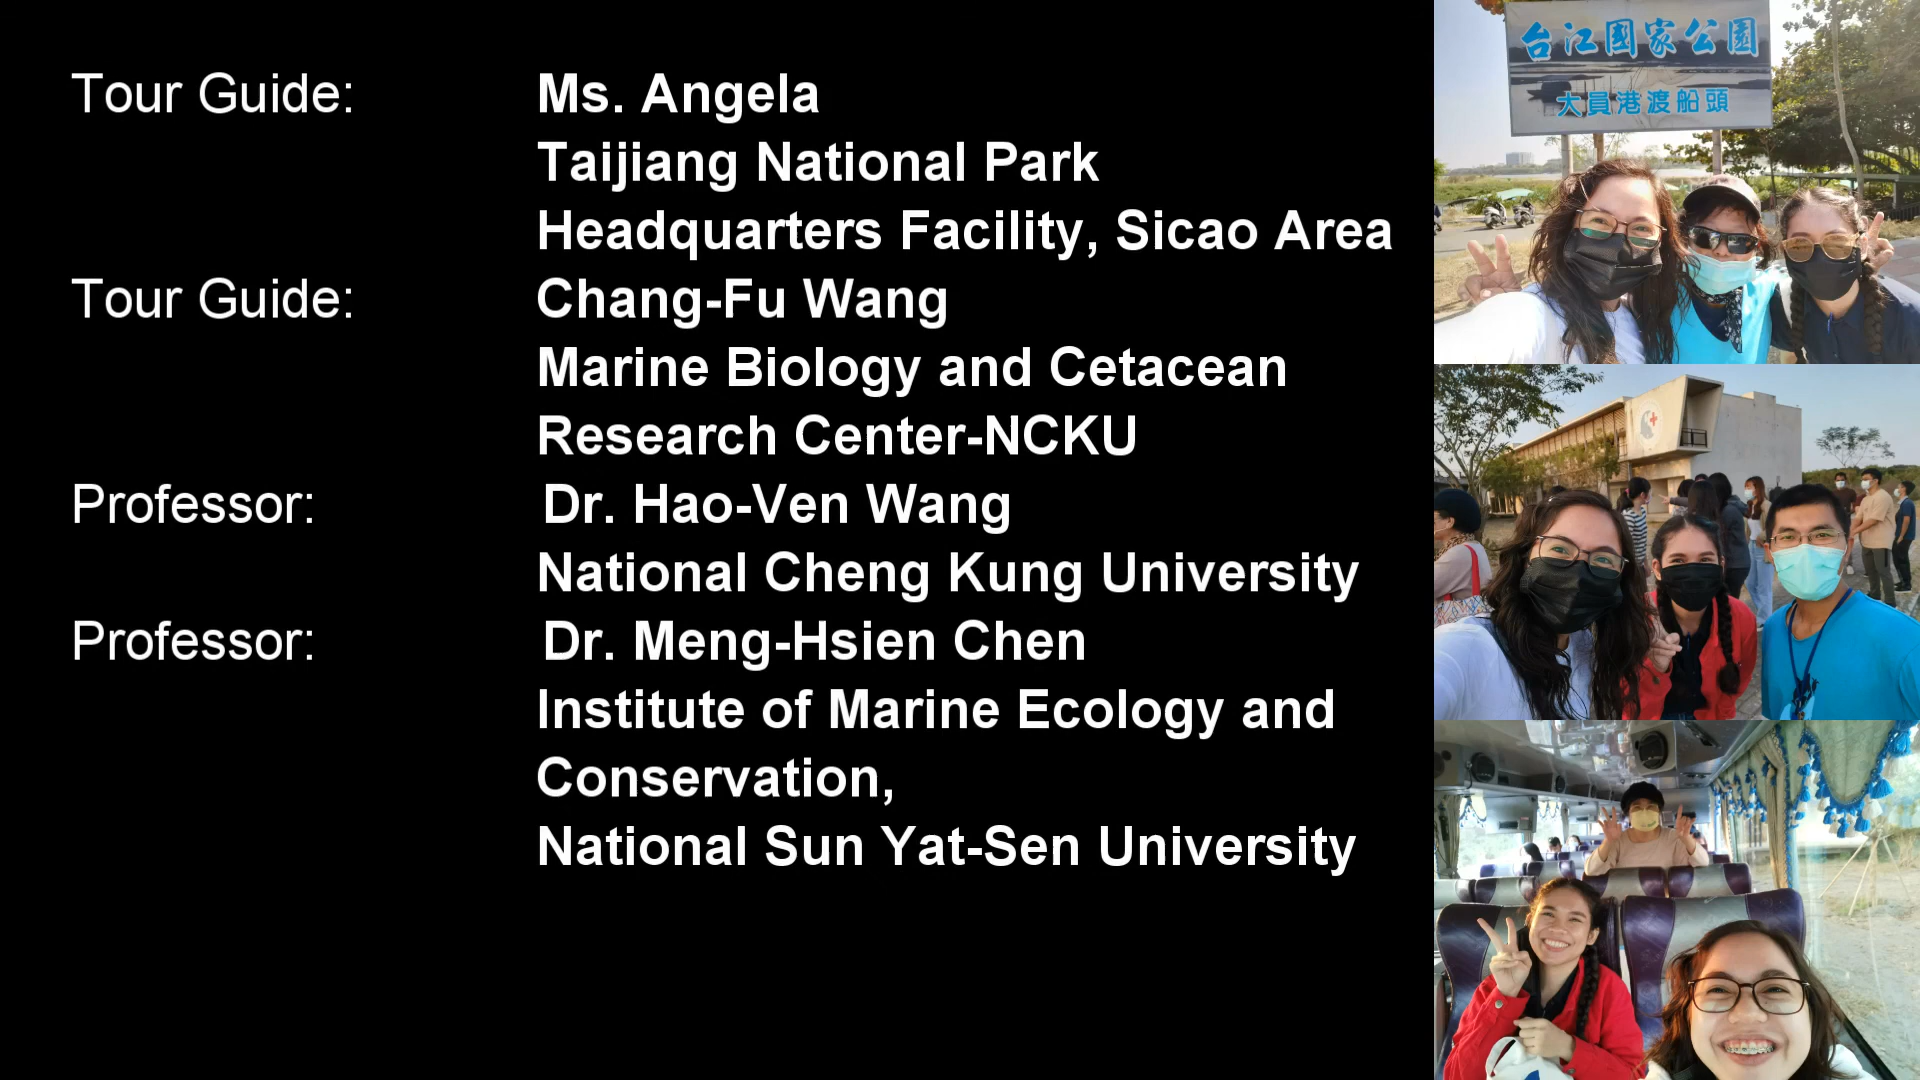 Tour Guide: Ms. Angela
Taijiang National Park
Headquarters Facility, Sicao Area
Tour Guide: Chang-Fu Wang
Marine Biology and Cetacean
Research Center-NCKU
Professor: Dr. Hao-Ven Wang
National Cheng Kung University
Professor: Dr. Meng-Hsien Chen
Institute of Marine Ecology and
Conservation,
National Sun Yat-Sen University
台江國家公園
大員港渡船頭